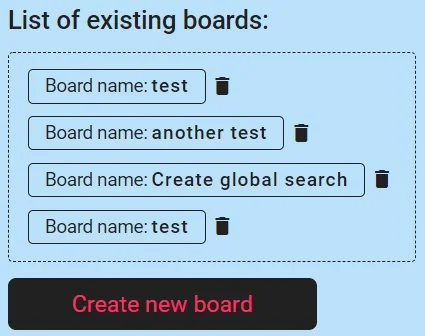 List of existing boards:
Board name: test
Board name: another test
Board name: Create global search
Board name: test
Create new board